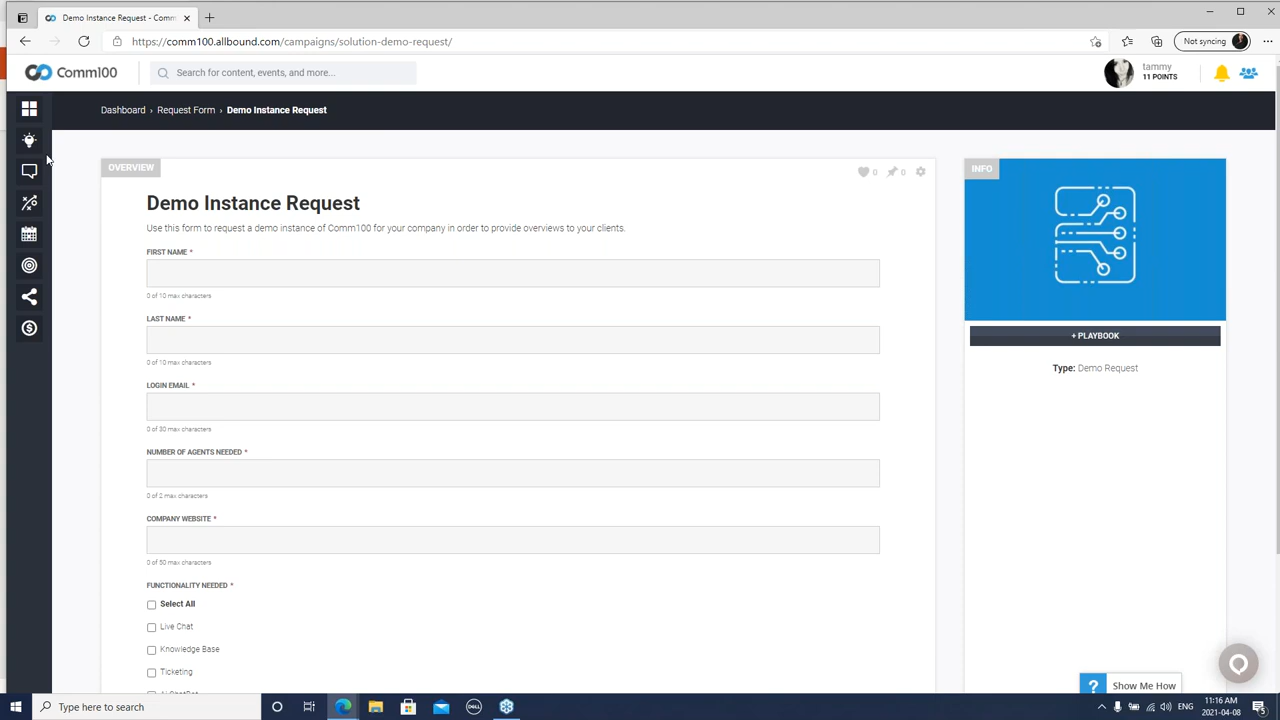 Demo Instance Request - Comm
https://comm100.allbound.com/campaigns/solution-demo-request/
Not syncing
Comm100
Search for content, events, and more...
tammy
11 POINTS
Dashboard › Request Form › Demo Instance Request
OVERVIEW
0
0
INFO
Demo Instance Request
Use this form to request a demo instance of Comm100 for your company in order to provide overviews to your clients.
FIRST NAME *
0 of 10 max characters
LAST NAME *
0 of 10 max characters
+ PLAYBOOK
Type: Demo Request
LOGIN EMAIL *
0 of 30 max characters
NUMBER OF AGENTS NEEDED *
0 of 2 max characters
COMPANY WEBSITE *
0 of 50 max characters
FUNCTIONALITY NEEDED *
Select All
Live Chat
Knowledge Base
Ticketing
AI ChatBot
? Show Me How
Type here to search
DELL
ENG
11:16 AM
2021-04-08
5